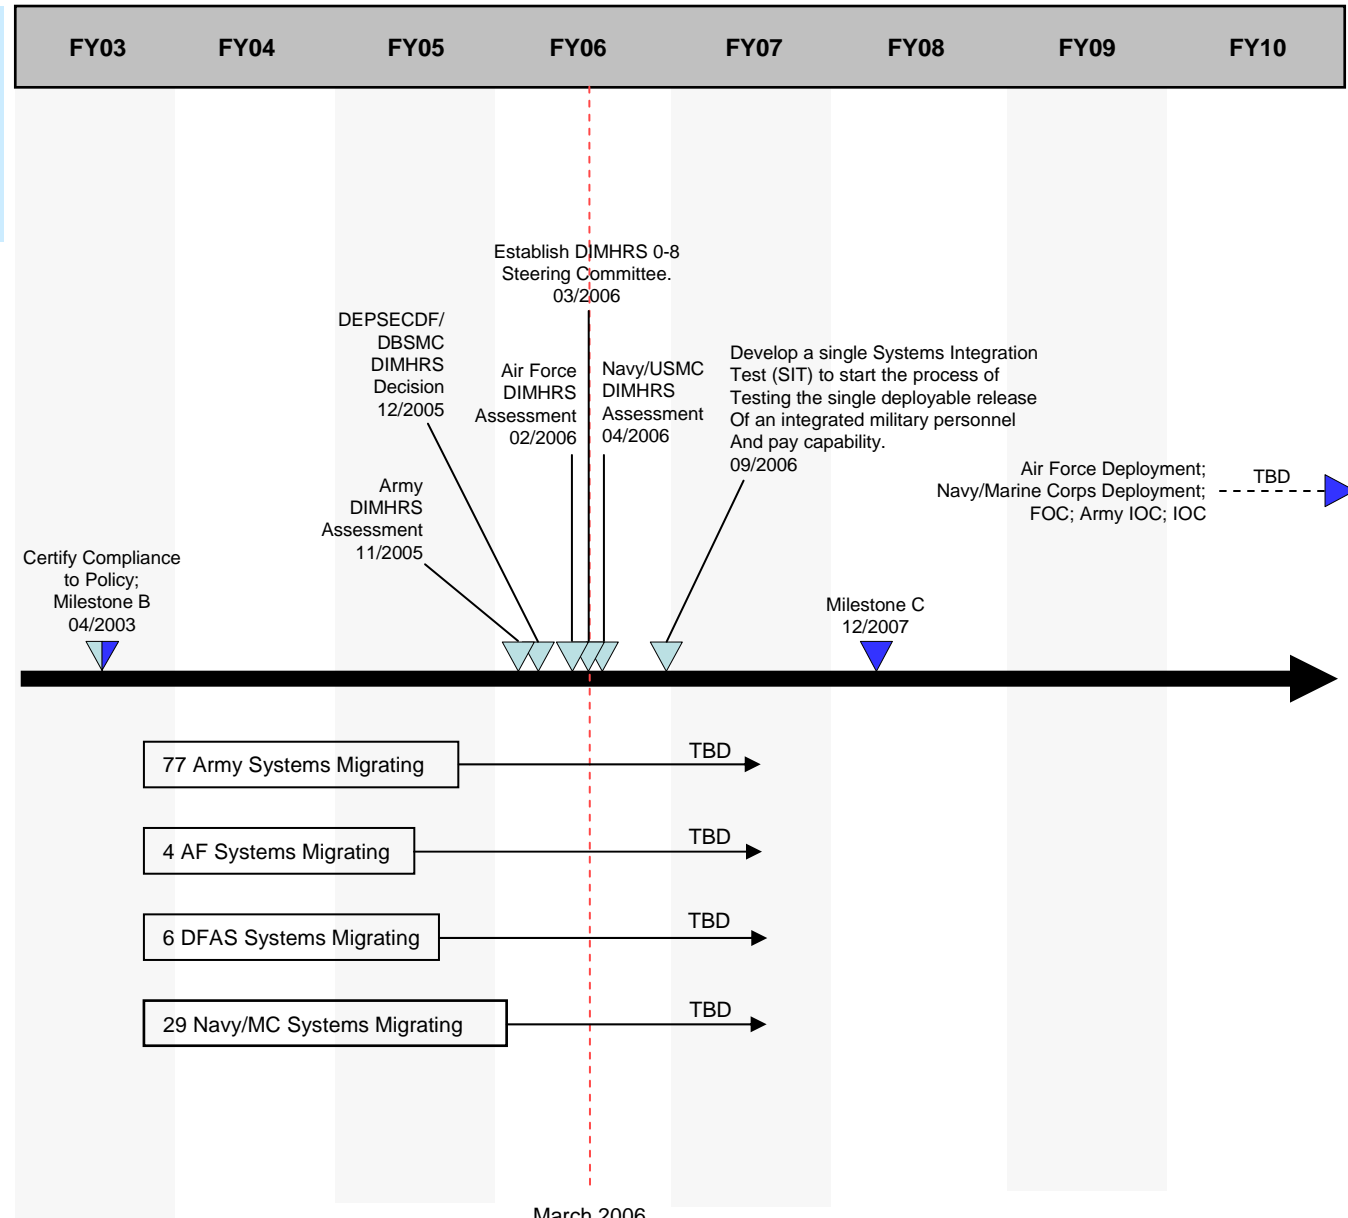 FY03 FY04 FY05 FY06 FY07 FY08 FY09 FY10
Establish DIMHRS 0-8
Steering Committee.
03/2006
DEPSECDF/
DBSMC
DIMHRS
Decision
12/2005
Air Force
DIMHRS
Assessment
02/2006
Navy/USMC
DIMHRS
Assessment
04/2006
Develop a single Systems Integration
Test (SIT) to start the process of
Testing the single deployable release
Of an integrated military personnel
And pay capability.
09/2006
Air Force Deployment;
Navy/Marine Corps Deployment;
FOC; Army IOC; IOC
TBD
Army
DIMHRS
Assessment
11/2005
Certify Compliance
to Policy;
Milestone B
04/2003
Milestone C
12/2007
77 Army Systems Migrating
TBD
4 AF Systems Migrating
TBD
6 DFAS Systems Migrating
TBD
29 Navy/MC Systems Migrating
TBD
March 2006